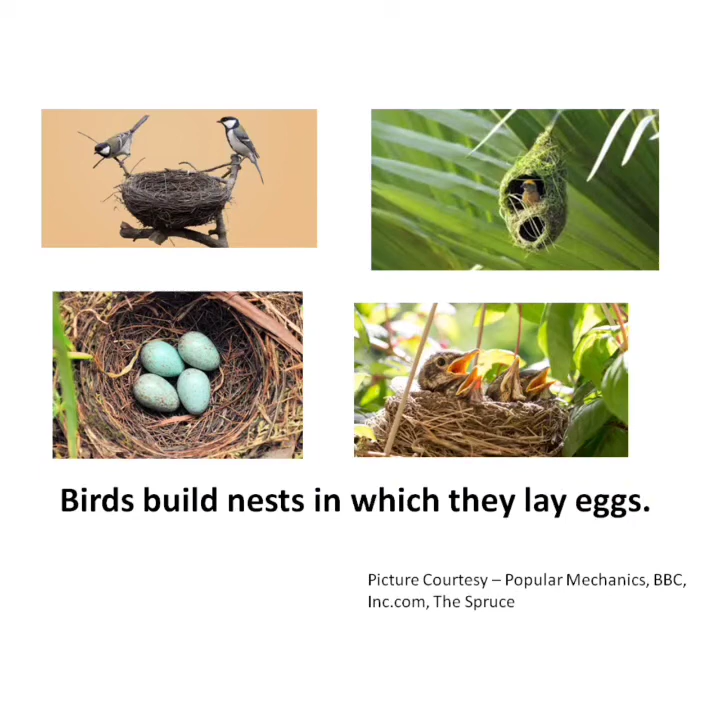 Birds build nests in which they lay eggs.
Picture Courtesy – Popular Mechanics, BBC,
Inc.com, The Spruce